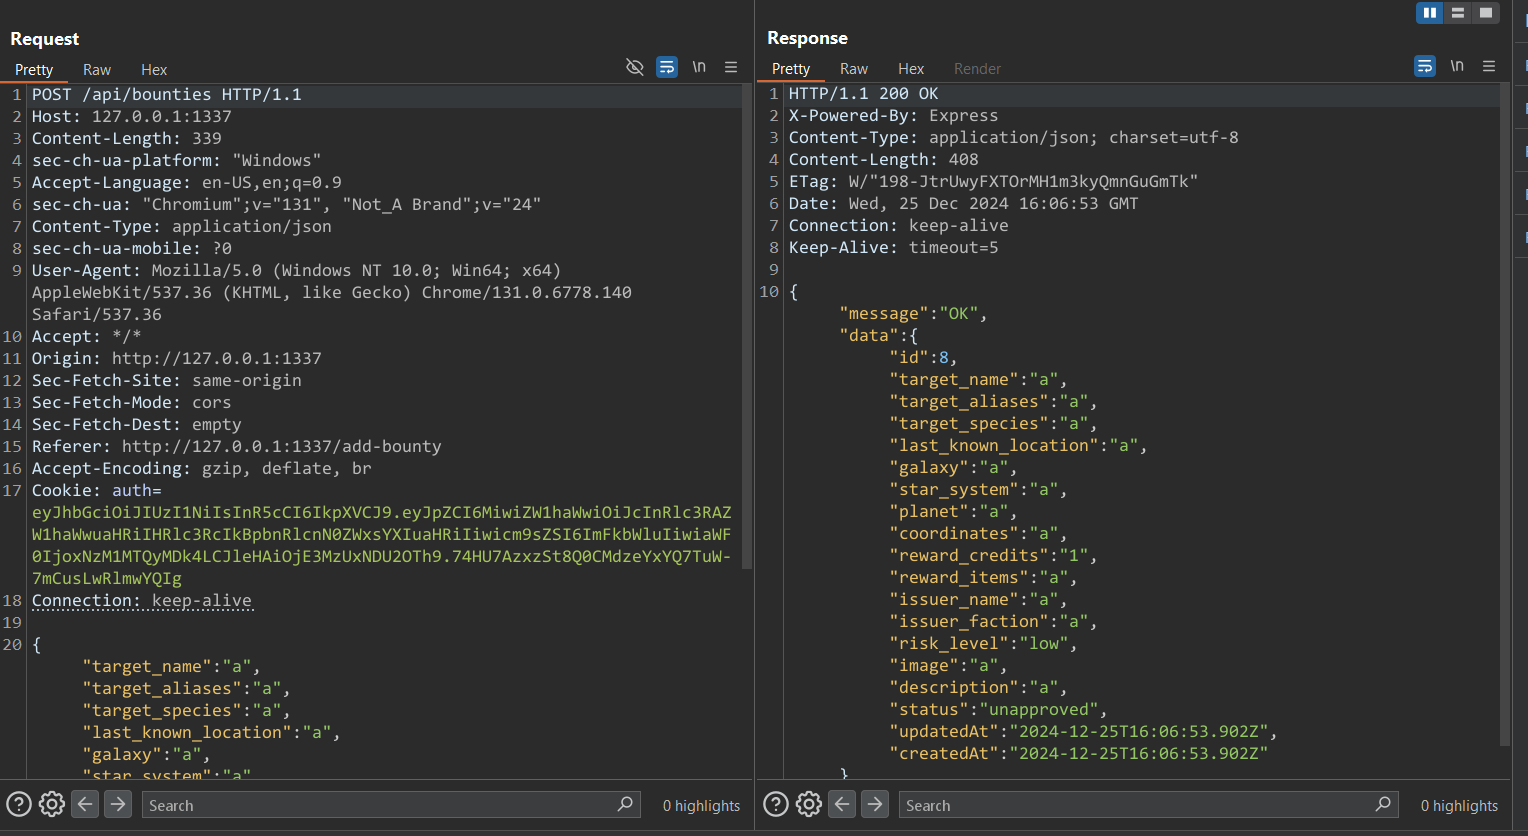 Request
Pretty Raw Hex
\n
1 POST /api/bounties HTTP/1.1
2 Host: 127.0.0.1:1337
3 Content-Length: 339
4 sec-ch-ua-platform: "Windows"
5 Accept-Language: en-US,en;q=0.9
6 sec-ch-ua: "Chromium";v="131", "Not_A Brand";v="24"
7 Content-Type: application/json
8 sec-ch-ua-mobile: ?0
9 User-Agent: Mozilla/5.0 (Windows NT 10.0; Win64; x64)
AppleWebKit/537.36 (KHTML, like Gecko) Chrome/131.0.6778.140
Safari/537.36
10 Accept: */*
11 Origin: http://127.0.0.1:1337
12 Sec-Fetch-Site: same-origin
13 Sec-Fetch-Mode: cors
14 Sec-Fetch-Dest: empty
15 Referer: http://127.0.0.1:1337/add-bounty
16 Accept-Encoding: gzip, deflate, br
17 Cookie: auth=
eyJhbGciOiJIUzI1NiIsInR5cCI6IkpXVCJ9.eyJpZCI6MiwiZW1haWwiOiJcInRlc3RAZ
W1haWwuaHRiIHRlc3RcIkBpbnRlcnN0ZWxsYXIuaHRiIiwicm9sZSI6ImFkbWluIiwiaWF
0IjoxNzM1MTQyMDk4LCJleHAiOjE3MzUxNDU2OTh9.74HU7AzxzSt8Q0CMdzeYxYQ7TuW-
7mCusLwRlmwYQIg
18 Connection: keep-alive
19
20 {
"target_name":"a",
"target_aliases":"a",
"target_species":"a",
"last_known_location":"a",
"galaxy":"a",
"star_system":"a"
Search
0 highlights
Response
Pretty Raw Hex Render
\n
1 HTTP/1.1 200 OK
2 X-Powered-By: Express
3 Content-Type: application/json; charset=utf-8
4 Content-Length: 408
5 ETag: W/"198-JtrUwyFXTOrMH1m3kyQmnGuGmTk"
6 Date: Wed, 25 Dec 2024 16:06:53 GMT
7 Connection: keep-alive
8 Keep-Alive: timeout=5
9
10 {
"message":"OK",
"data":{
"id":8,
"target_name":"a",
"target_aliases":"a",
"target_species":"a",
"last_known_location":"a",
"galaxy":"a",
"star_system":"a",
"planet":"a",
"coordinates":"a",
"reward_credits":"1",
"reward_items":"a",
"issuer_name":"a",
"issuer_faction":"a",
"risk_level":"low",
"image":"a",
"description":"a",
"status":"unapproved",
"updatedAt":"2024-12-25T16:06:53.902Z",
"createdAt":"2024-12-25T16:06:53.902Z"
}
Search
0 highlights